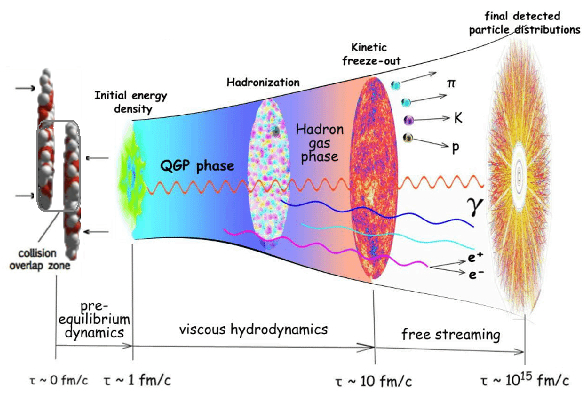 final detected
particle distributions
Kinetic
freeze-out
Hadronization
Initial energy
density
π
K
p
QGP phase
Hadron
gas
phase
γ
e⁺
e⁻
collision
overlap zone
pre-
equilibrium
dynamics
viscous hydrodynamics
free streaming
τ ~ 0 fm/c
τ ~ 1 fm/c
τ ~ 10 fm/c
τ ~ 10¹⁵ fm/c